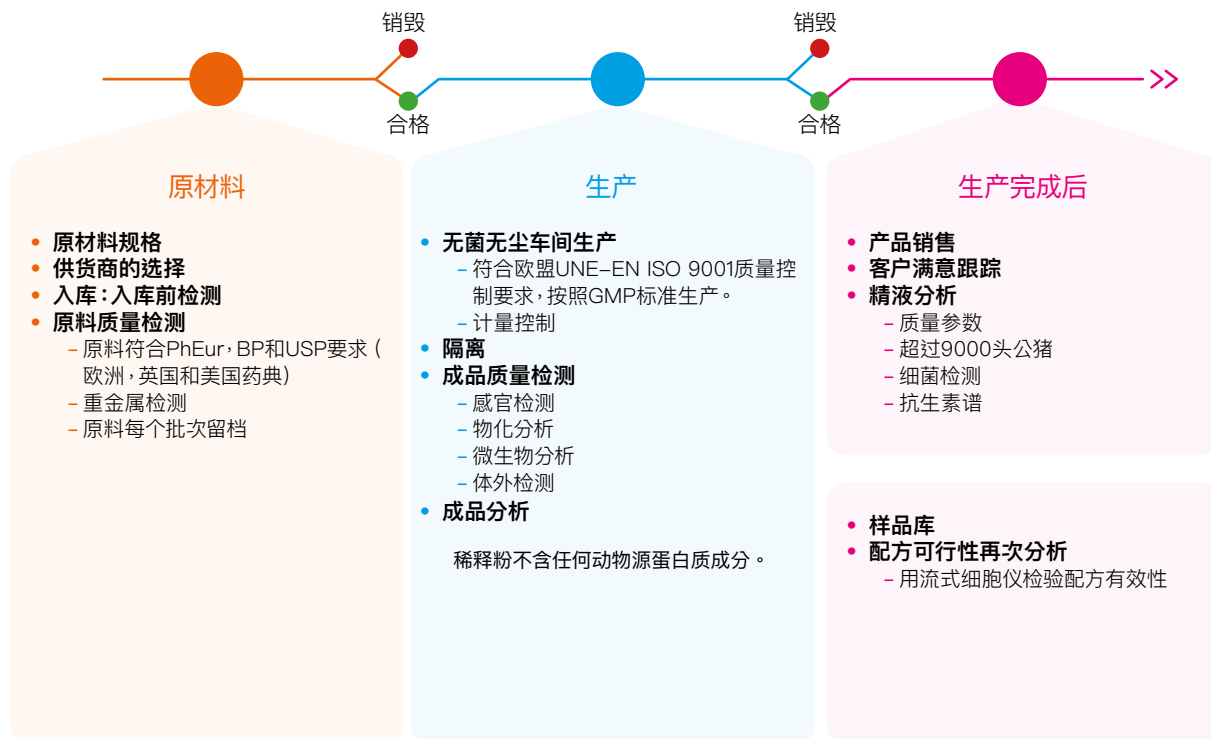 销毁
销毁
合格
合格
原材料
• 原材料规格
• 供货商的选择
• 入库：入库前检测
• 原料质量检测
– 原料符合PhEur，BP和USP要求（
欧洲，英国和美国药典)
– 重金属检测
– 原料每个批次留档
生产
• 无菌无尘车间生产
– 符合欧盟UNE–EN ISO 9001质量控
制要求，按照GMP标准生产。
– 计量控制
• 隔离
• 成品质量检测
– 感官检测
– 物化分析
– 微生物分析
– 体外检测
• 成品分析
稀释粉不含任何动物源蛋白质成分。
生产完成后
• 产品销售
• 客户满意跟踪
• 精液分析
– 质量参数
– 超过9000头公猪
– 细菌检测
– 抗生素谱
• 样品库
• 配方可行性再次分析
– 用流式细胞仪检验配方有效性